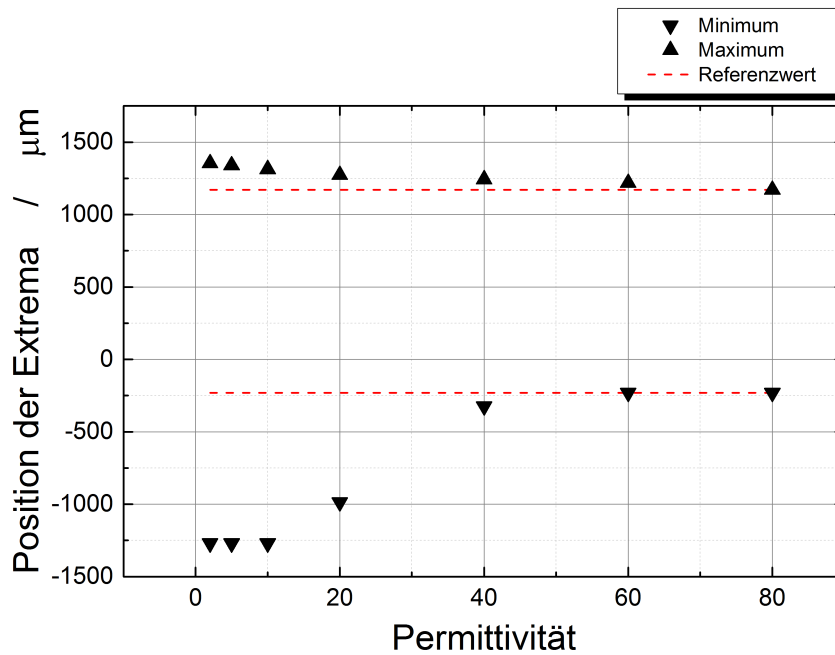 Minimum
Maximum
Referenzwert
Position der Extrema / μm
1500
1000
500
0
-500
-1000
-1500
0 20 40 60 80
Permittivität